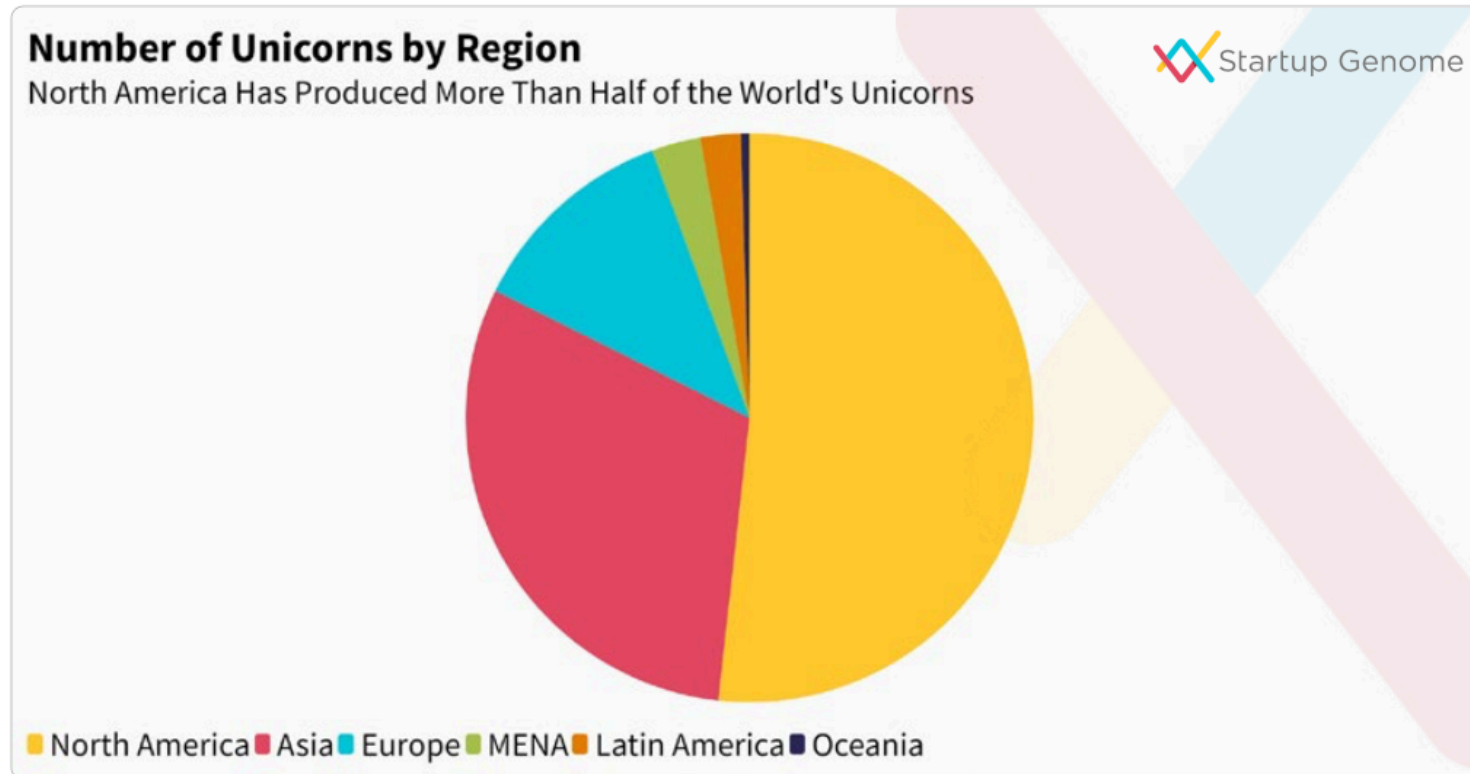 Number of Unicorns by Region
North America Has Produced More Than Half of the World's Unicorns
Startup Genome
North America Asia Europe MENA Latin America Oceania